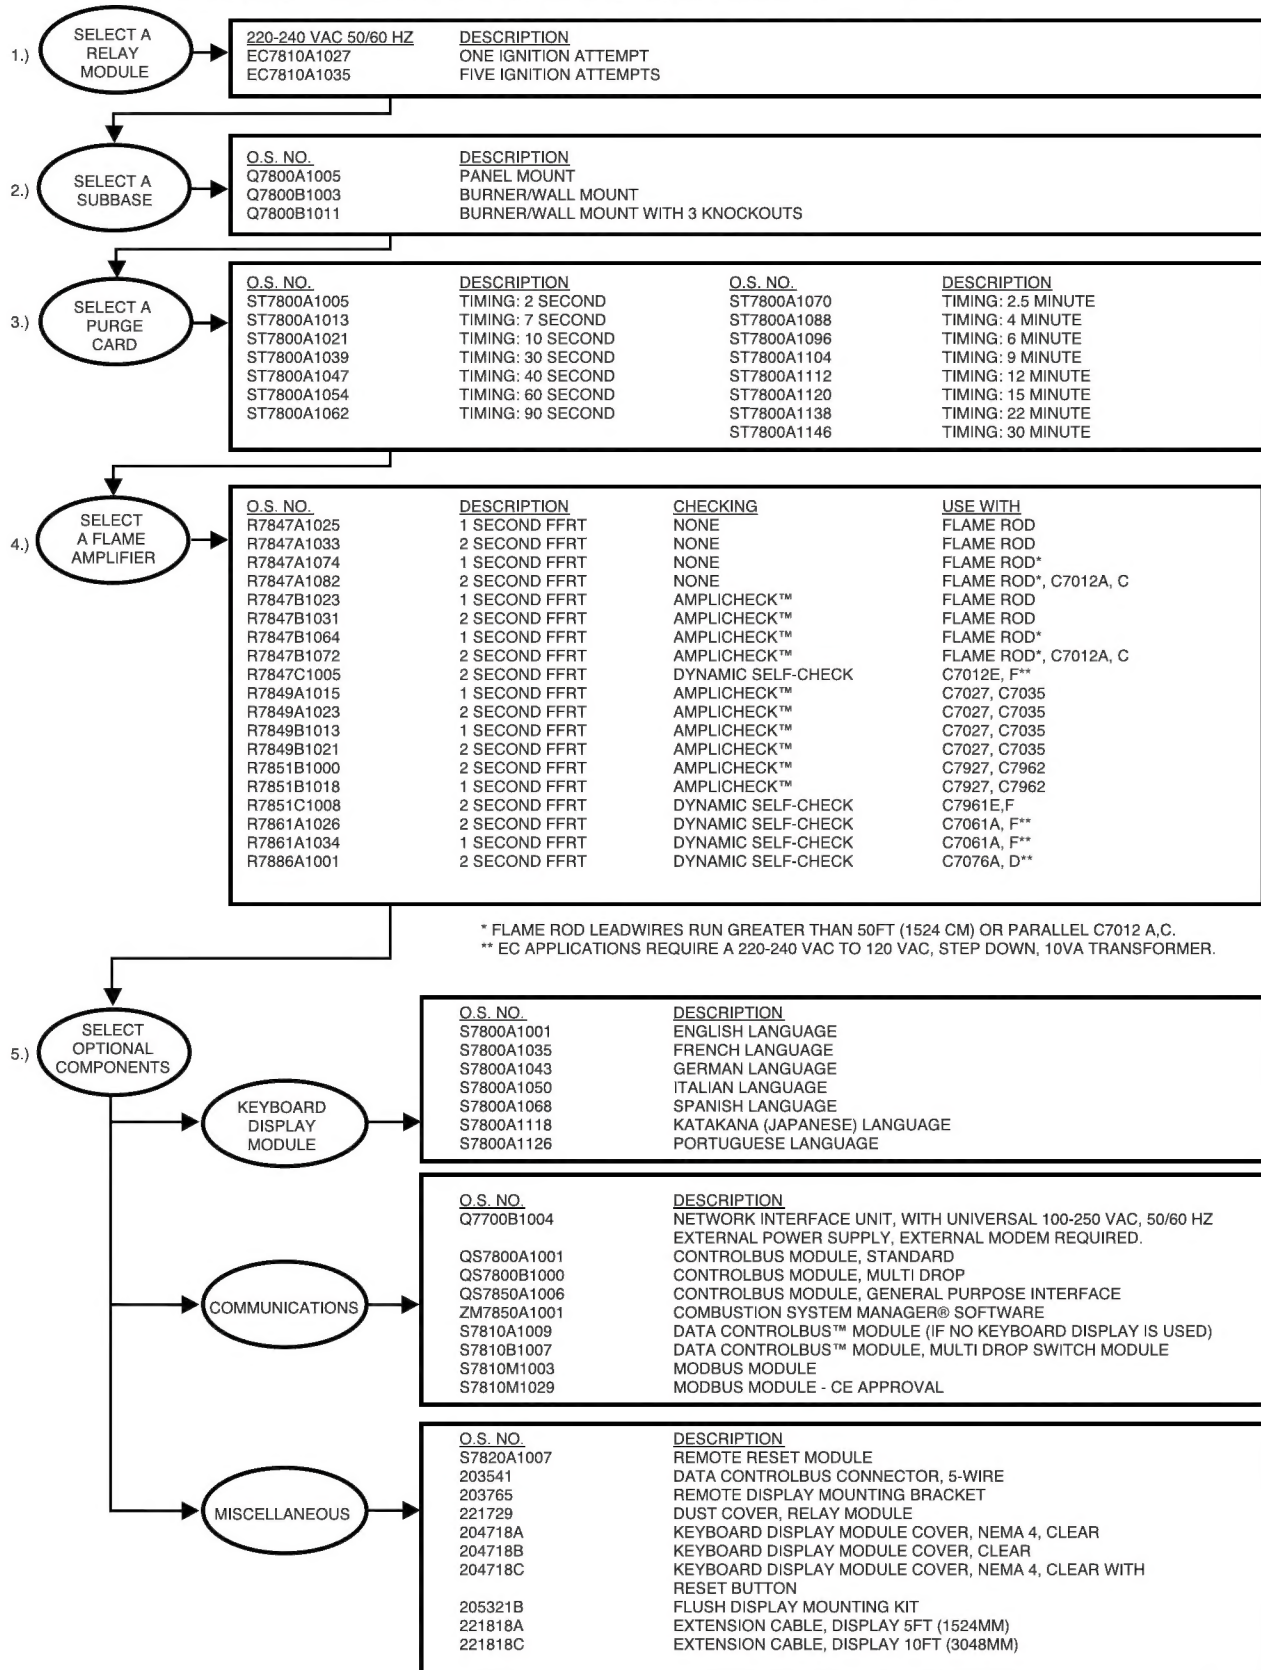 1.)
SELECT A
RELAY
MODULE
220-240 VAC 50/60 HZ DESCRIPTION
EC7810A1027 ONE IGNITION ATTEMPT
EC7810A1035 FIVE IGNITION ATTEMPTS
2.)
SELECT A
SUBBASE
O.S. NO. DESCRIPTION
Q7800A1005 PANEL MOUNT
Q7800B1003 BURNER/WALL MOUNT
Q7800B1011 BURNER/WALL MOUNT WITH 3 KNOCKOUTS
3.)
SELECT A
PURGE
CARD
O.S. NO. DESCRIPTION O.S. NO. DESCRIPTION
ST7800A1005 TIMING: 2 SECOND ST7800A1070 TIMING: 2.5 MINUTE
ST7800A1013 TIMING: 7 SECOND ST7800A1088 TIMING: 4 MINUTE
ST7800A1021 TIMING: 10 SECOND ST7800A1096 TIMING: 6 MINUTE
ST7800A1039 TIMING: 30 SECOND ST7800A1104 TIMING: 9 MINUTE
ST7800A1047 TIMING: 40 SECOND ST7800A1112 TIMING: 12 MINUTE
ST7800A1054 TIMING: 60 SECOND ST7800A1120 TIMING: 15 MINUTE
ST7800A1062 TIMING: 90 SECOND ST7800A1138 TIMING: 22 MINUTE
ST7800A1146 TIMING: 30 MINUTE
4.)
SELECT
A FLAME
AMPLIFIER
O.S. NO. DESCRIPTION CHECKING USE WITH
R7847A1025 1 SECOND FFRT NONE FLAME ROD
R7847A1033 2 SECOND FFRT NONE FLAME ROD
R7847A1074 1 SECOND FFRT NONE FLAME ROD*
R7847A1082 2 SECOND FFRT NONE FLAME ROD*, C7012A, C
R7847B1023 1 SECOND FFRT AMPLICHECK™ FLAME ROD
R7847B1031 2 SECOND FFRT AMPLICHECK™ FLAME ROD
R7847B1064 1 SECOND FFRT AMPLICHECK™ FLAME ROD*
R7847B1072 2 SECOND FFRT AMPLICHECK™ FLAME ROD*, C7012A, C
R7847C1005 2 SECOND FFRT DYNAMIC SELF-CHECK C7012E, F**
R7849A1015 1 SECOND FFRT AMPLICHECK™ C7027, C7035
R7849A1023 2 SECOND FFRT AMPLICHECK™ C7027, C7035
R7849B1013 1 SECOND FFRT AMPLICHECK™ C7027, C7035
R7849B1021 2 SECOND FFRT AMPLICHECK™ C7027, C7035
R7851B1000 2 SECOND FFRT AMPLICHECK™ C7927, C7962
R7851B1018 1 SECOND FFRT AMPLICHECK™ C7927, C7962
R7851C1008 2 SECOND FFRT DYNAMIC SELF-CHECK C7961E,F
R7861A1026 2 SECOND FFRT DYNAMIC SELF-CHECK C7061A, F**
R7861A1034 1 SECOND FFRT DYNAMIC SELF-CHECK C7061A, F**
R7886A1001 2 SECOND FFRT DYNAMIC SELF-CHECK C7076A, D**
* FLAME ROD LEADWIRES RUN GREATER THAN 50FT (1524 CM) OR PARALLEL C7012 A,C.
** EC APPLICATIONS REQUIRE A 220-240 VAC TO 120 VAC, STEP DOWN, 10VA TRANSFORMER.
5.)
SELECT
OPTIONAL
COMPONENTS
KEYBOARD
DISPLAY
MODULE
O.S. NO. DESCRIPTION
S7800A1001 ENGLISH LANGUAGE
S7800A1035 FRENCH LANGUAGE
S7800A1043 GERMAN LANGUAGE
S7800A1050 ITALIAN LANGUAGE
S7800A1068 SPANISH LANGUAGE
S7800A1118 KATAKANA (JAPANESE) LANGUAGE
S7800A1126 PORTUGUESE LANGUAGE
COMMUNICATIONS
O.S. NO. DESCRIPTION
Q7700B1004 NETWORK INTERFACE UNIT, WITH UNIVERSAL 100-250 VAC, 50/60 HZ
EXTERNAL POWER SUPPLY, EXTERNAL MODEM REQUIRED.
QS7800A1001 CONTROLBUS MODULE, STANDARD
QS7800B1000 CONTROLBUS MODULE, MULTI DROP
QS7850A1006 CONTROLBUS MODULE, GENERAL PURPOSE INTERFACE
ZM7850A1001 COMBUSTION SYSTEM MANAGER® SOFTWARE
S7810A1009 DATA CONTROLBUS™ MODULE (IF NO KEYBOARD DISPLAY IS USED)
S7810B1007 DATA CONTROLBUS™ MODULE, MULTI DROP SWITCH MODULE
S7810M1003 MODBUS MODULE
S7810M1029 MODBUS MODULE - CE APPROVAL
MISCELLANEOUS
O.S. NO. DESCRIPTION
S7820A1007 REMOTE RESET MODULE
203541 DATA CONTROLBUS CONNECTOR, 5-WIRE
203765 REMOTE DISPLAY MOUNTING BRACKET
221729 DUST COVER, RELAY MODULE
204718A KEYBOARD DISPLAY MODULE COVER, NEMA 4, CLEAR
204718B KEYBOARD DISPLAY MODULE COVER, CLEAR
204718C KEYBOARD DISPLAY MODULE COVER, NEMA 4, CLEAR WITH
RESET BUTTON
205321B FLUSH DISPLAY MOUNTING KIT
221818A EXTENSION CABLE, DISPLAY 5FT (1524MM)
221818C EXTENSION CABLE, DISPLAY 10FT (3048MM)